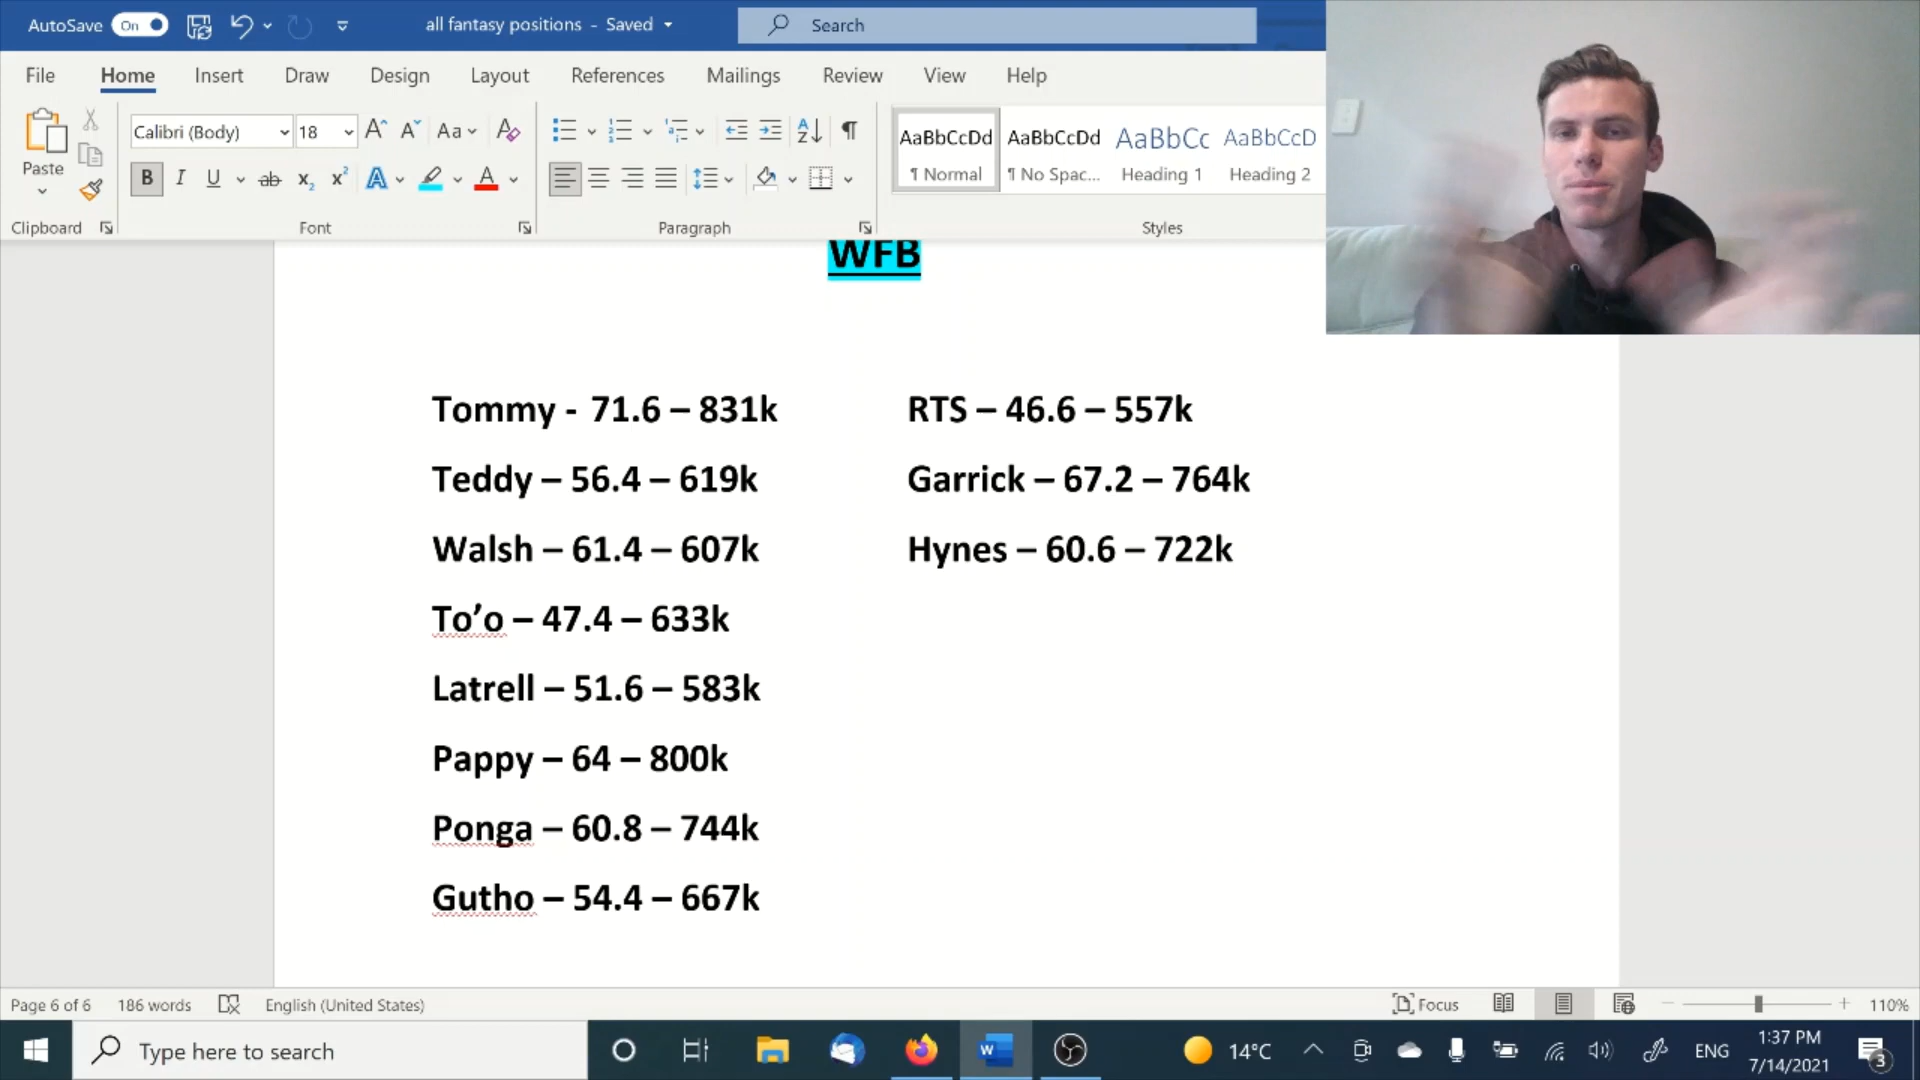 AutoSave On all fantasy positions - Saved Search
File Home Insert Draw Design Layout References Mailings Review View Help
Paste Calibri (Body) 18 Aa AaBbCcDd AaBbCcDd AaBbCc AaBbCcD
B I U ab x₂ x² A A ¶ Normal ¶ No Spac... Heading 1 Heading 2
Clipboard Font Paragraph Styles
WFB
Tommy - 71.6 – 831k
Teddy – 56.4 – 619k
Walsh – 61.4 – 607k
To’o – 47.4 – 633k
Latrell – 51.6 – 583k
Pappy – 64 – 800k
Ponga – 60.8 – 744k
Gutho – 54.4 – 667k
RTS – 46.6 – 557k
Garrick – 67.2 – 764k
Hynes – 60.6 – 722k
Page 6 of 6 186 words English (United States) Focus 110%
Type here to search 14°C ENG 1:37 PM
7/14/2021 3